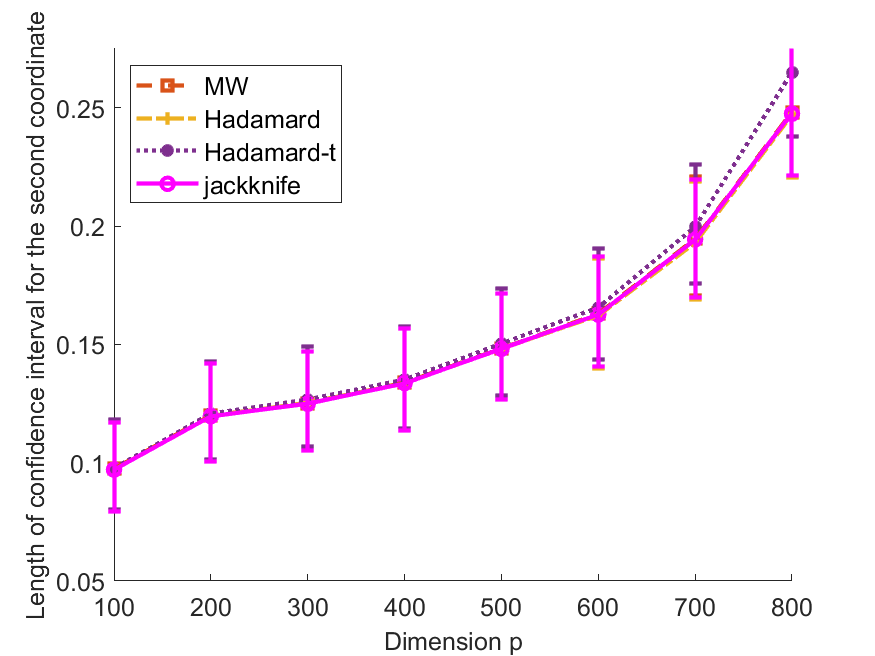 Length of confidence interval for the second coordinate
0.25
0.2
0.15
0.1
0.05
MW
Hadamard
Hadamard-t
jackknife
100 200 300 400 500 600 700 800
Dimension p